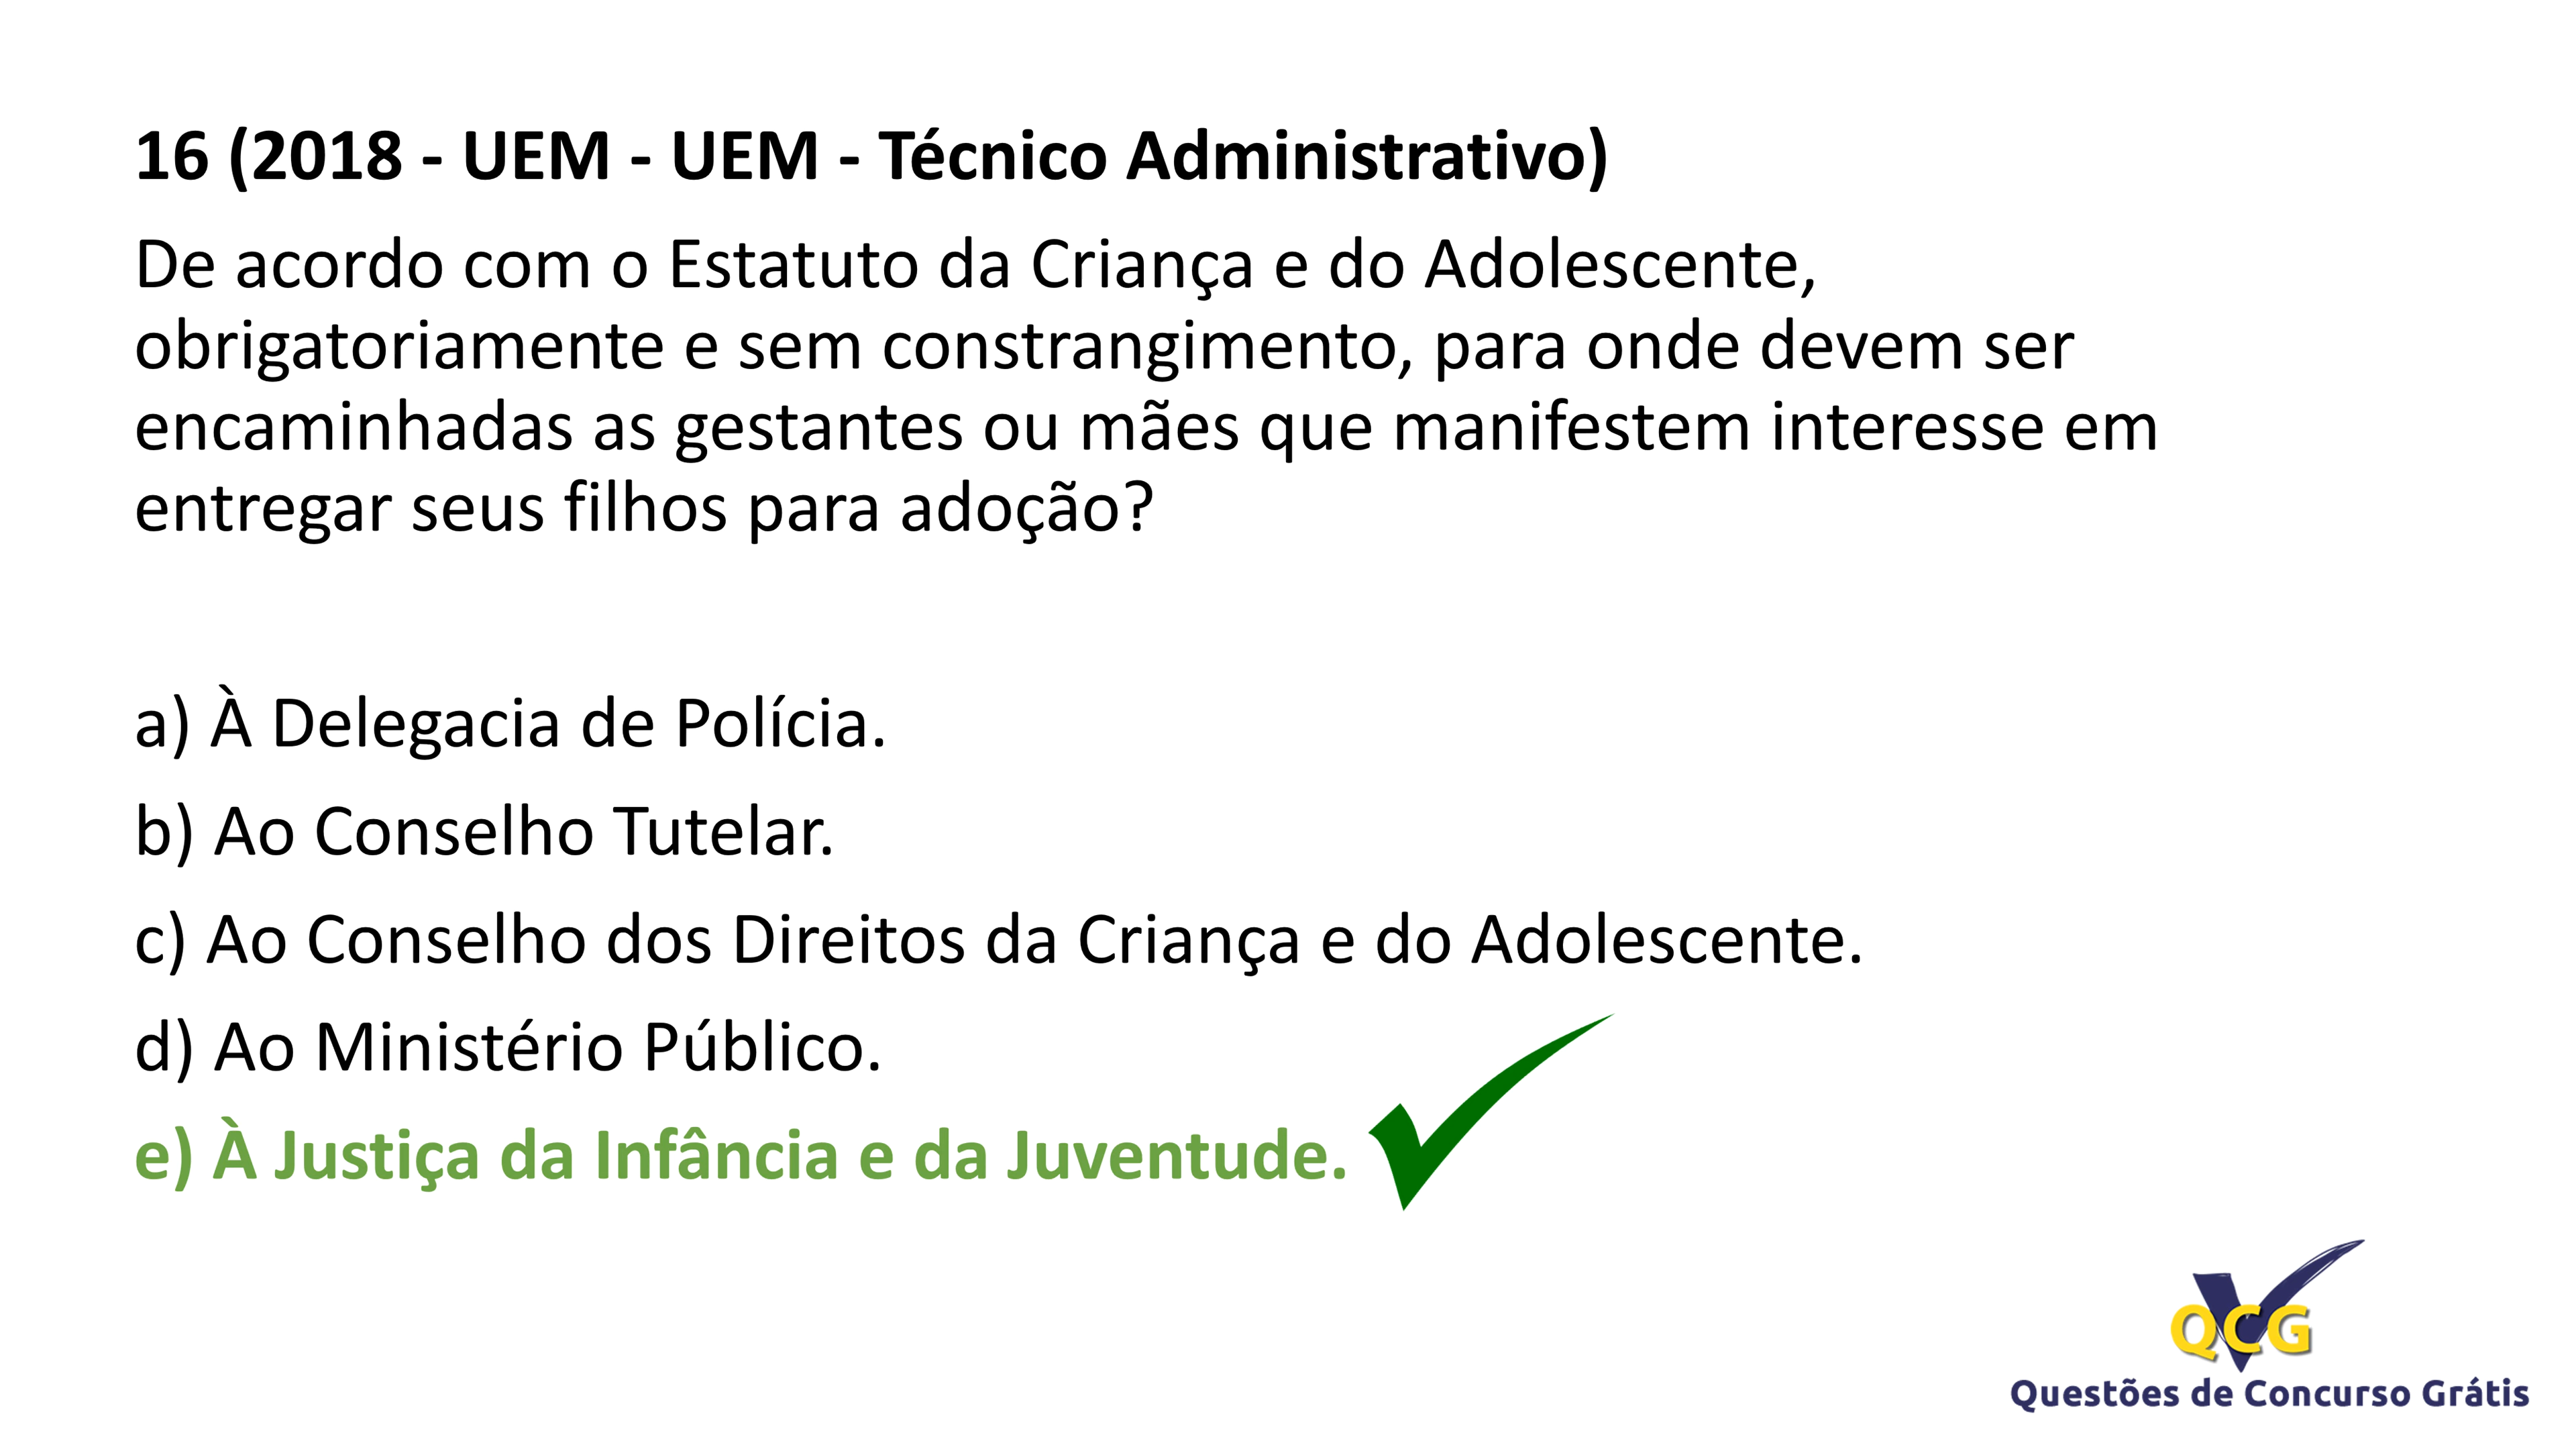 16 (2018 - UEM - UEM - Técnico Administrativo)
De acordo com o Estatuto da Criança e do Adolescente,
obrigatoriamente e sem constrangimento, para onde devem ser
encaminhadas as gestantes ou mães que manifestem interesse em
entregar seus filhos para adoção?
a) À Delegacia de Polícia.
b) Ao Conselho Tutelar.
c) Ao Conselho dos Direitos da Criança e do Adolescente.
d) Ao Ministério Público.
e) À Justiça da Infância e da Juventude.
QCG
Questões de Concurso Grátis